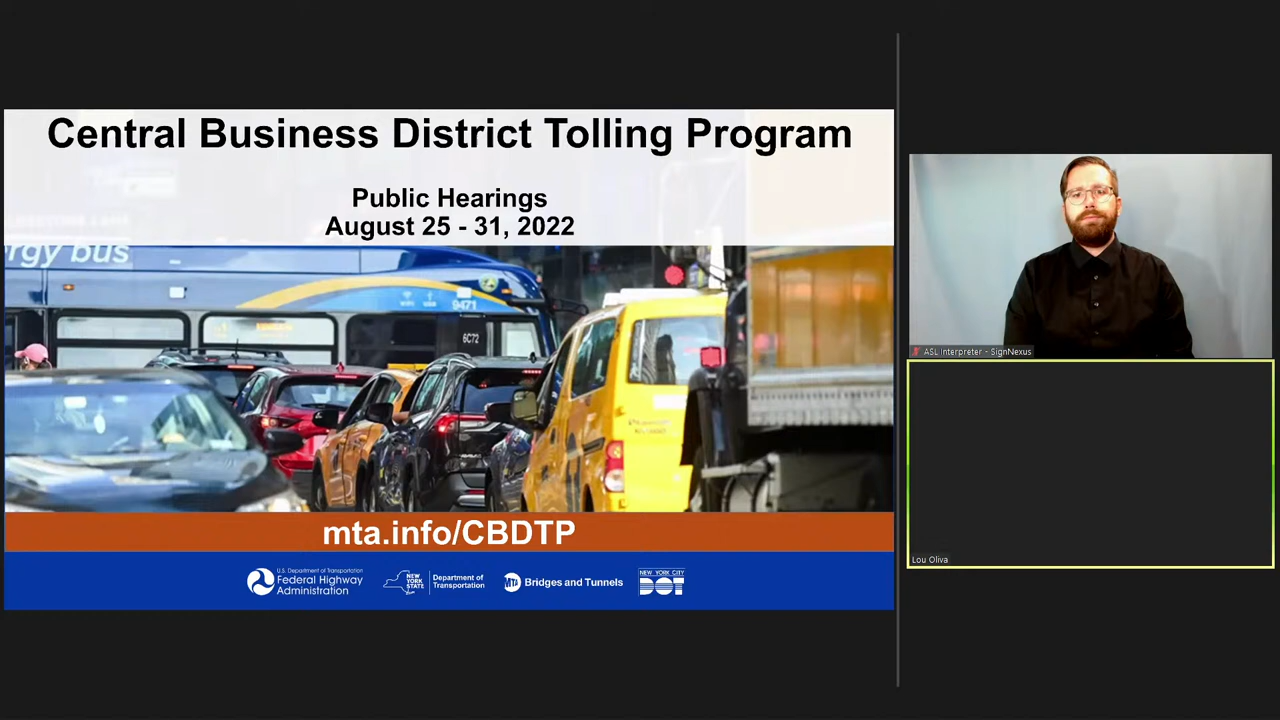 Central Business District Tolling Program
Public Hearings
August 25 - 31, 2022
rgy bus
9471
6C72
mta.info/CBDTP
U.S. Department of Transportation
Federal Highway
Administration
NEW
YORK
STATE
Department of
Transportation
MTA Bridges and Tunnels
NEW YORK CITY
DOT
ASL Interpreter - SignNexus
Lou Oliva